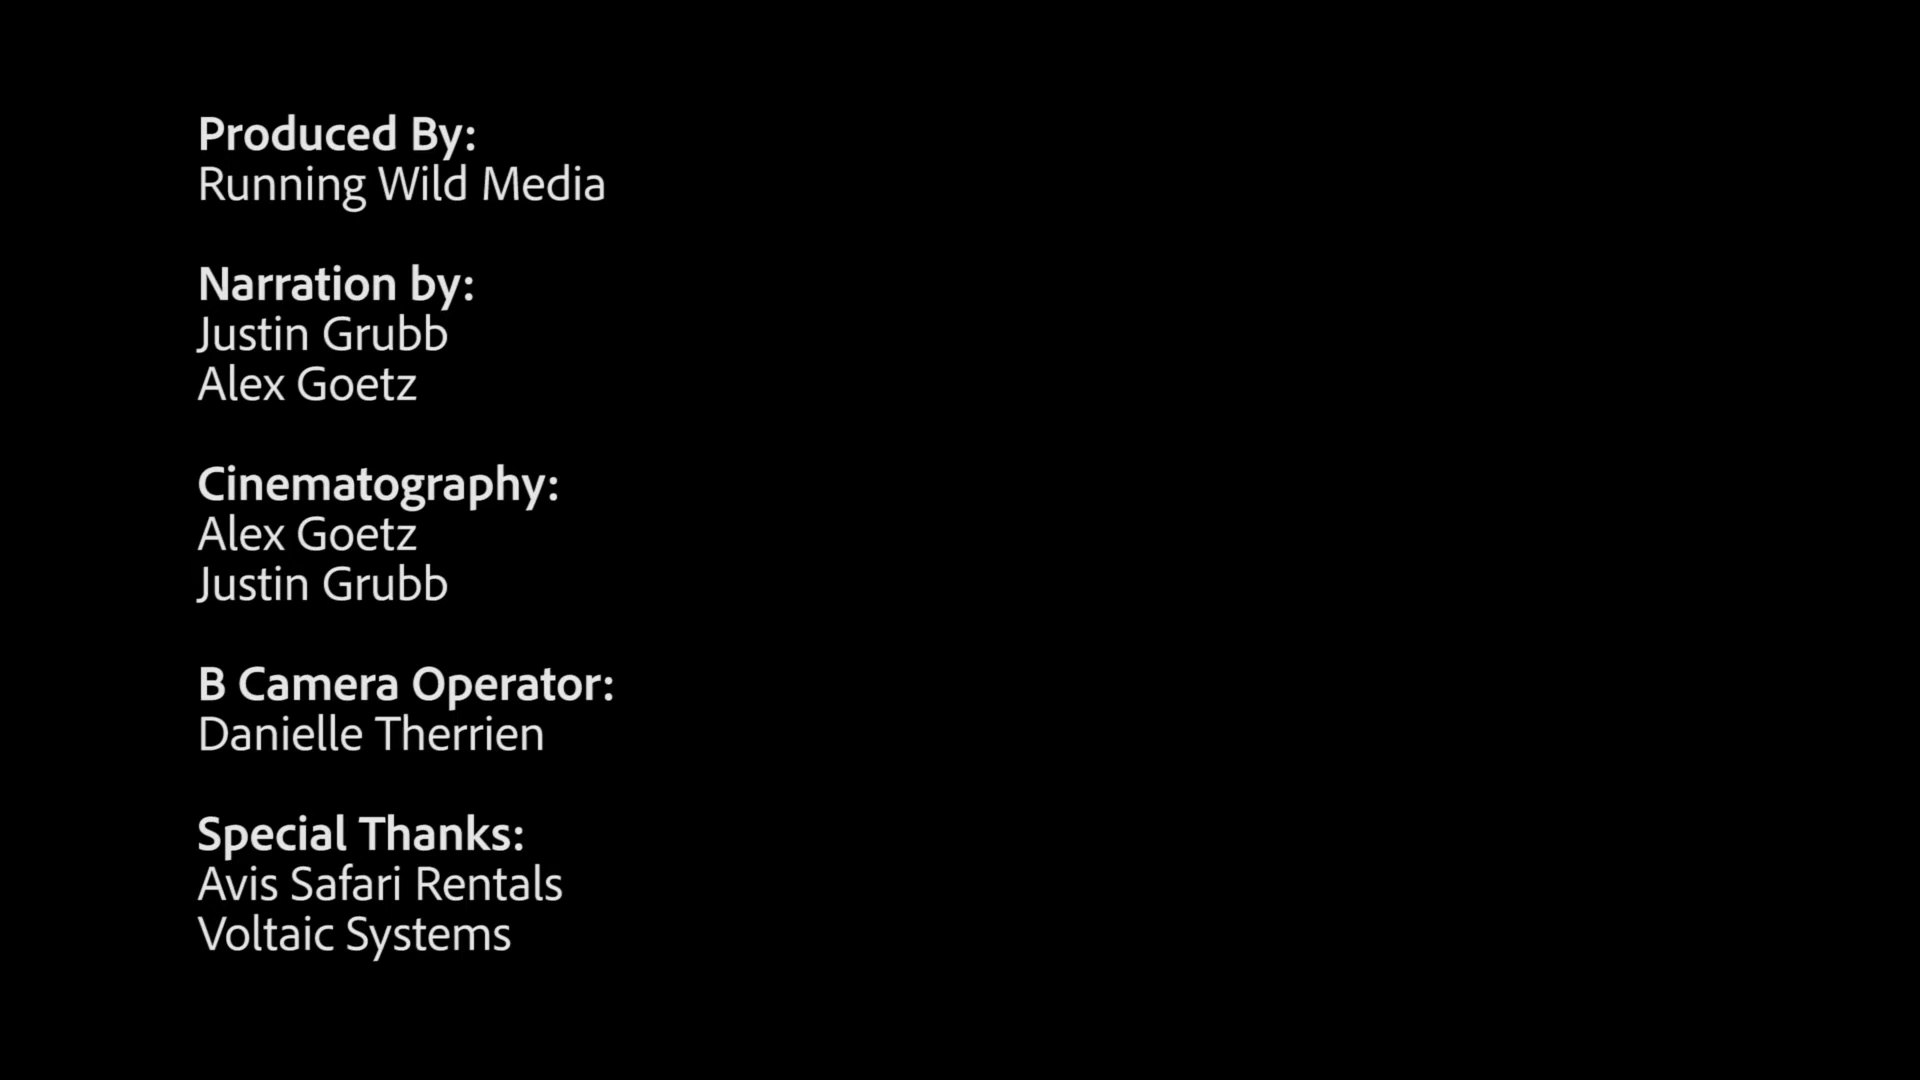 Produced By:
Running Wild Media
Narration by:
Justin Grubb
Alex Goetz
Cinematography:
Alex Goetz
Justin Grubb
B Camera Operator:
Danielle Therrien
Special Thanks:
Avis Safari Rentals
Voltaic Systems